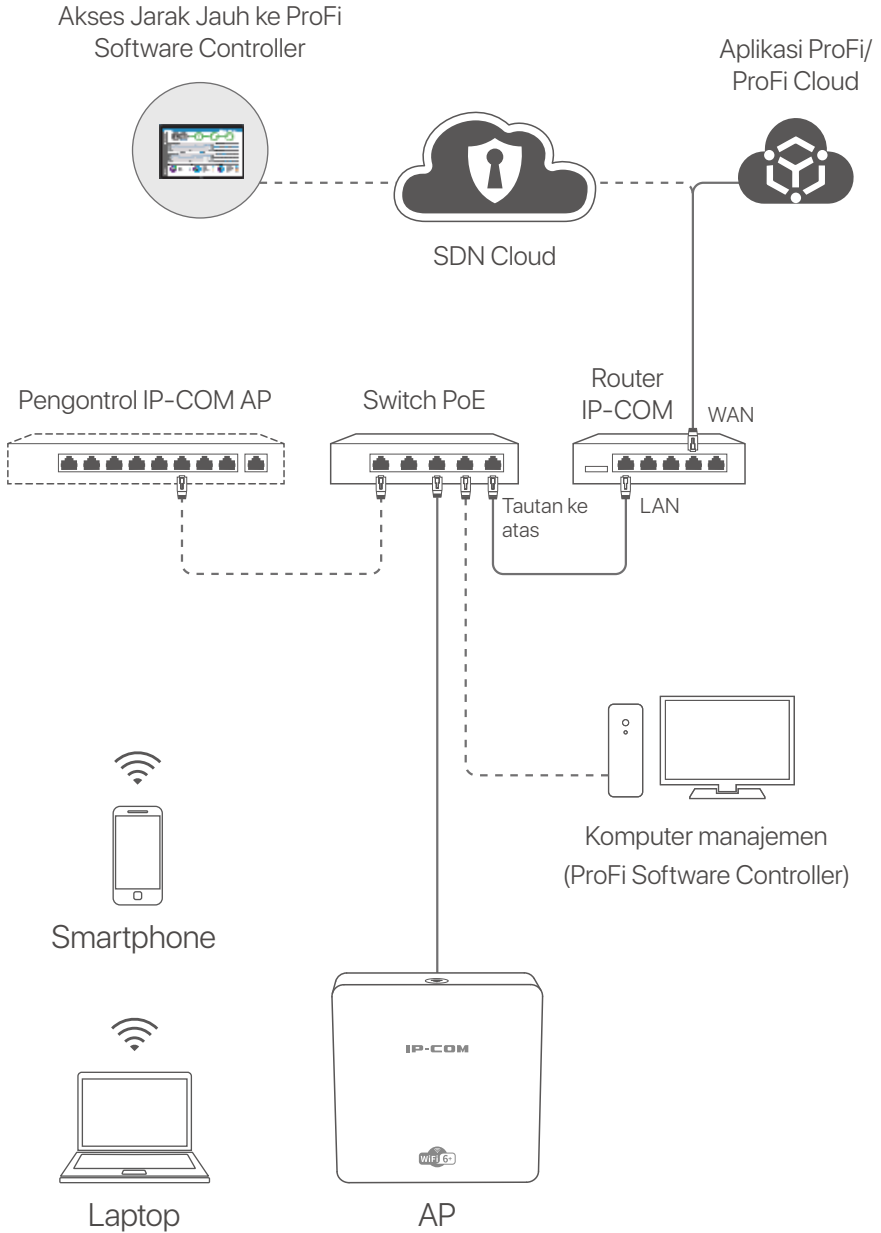 Akses Jarak Jauh ke ProFi
Software Controller
Aplikasi ProFi/
ProFi Cloud
SDN Cloud
Pengontrol IP-COM AP
Switch PoE
Router
IP-COM
WAN
Tautan ke
atas
LAN
Komputer manajemen
(ProFi Software Controller)
Smartphone
IP-COM
WiFi 6+
Laptop
AP